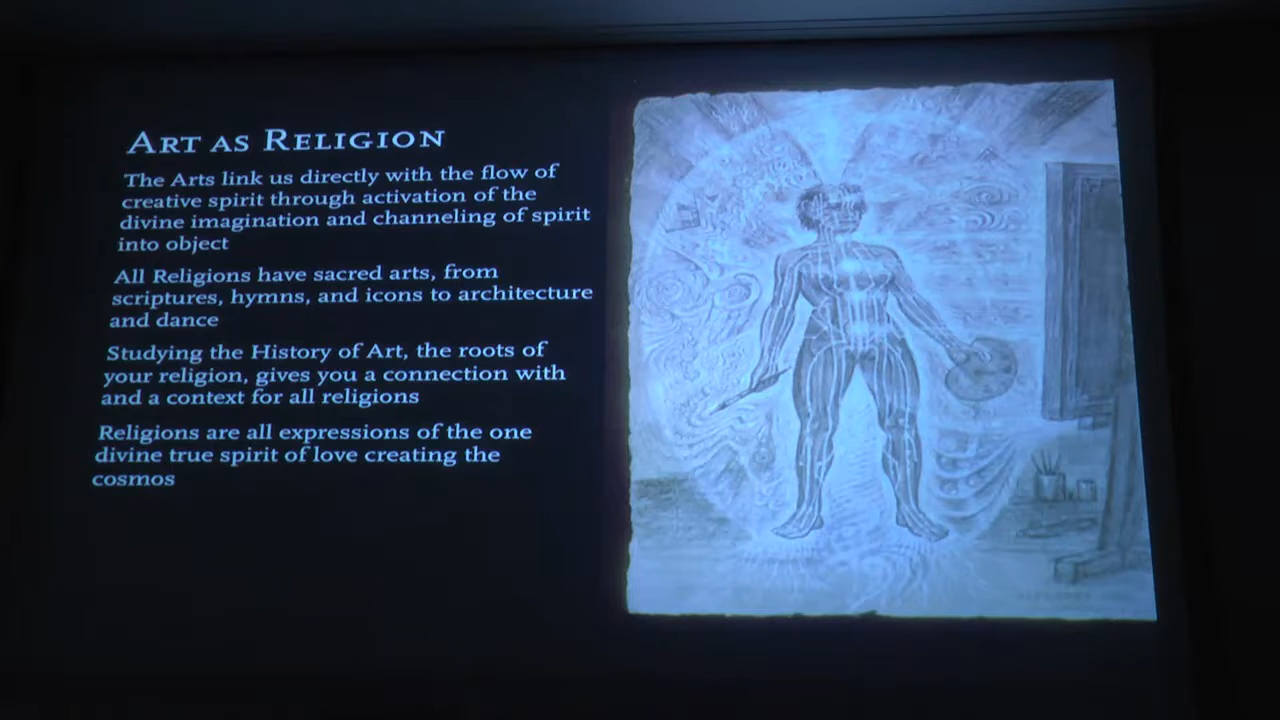 Art as Religion
The Arts link us directly with the flow of
creative spirit through activation of the
divine imagination and channeling of spirit
into object
All Religions have sacred arts, from
scriptures, hymns, and icons to architecture
and dance
Studying the History of Art, the roots of
your religion, gives you a connection with
and a context for all religions
Religions are all expressions of the one
divine true spirit of love creating the
cosmos